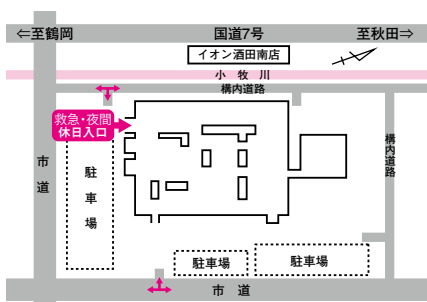 ⇐至鶴岡
国道7号
至秋田⇒
イオン酒田南店
小牧川
構内道路
救急・夜間
休日入口
市道
駐車場
構内道路
駐車場
駐車場
市道